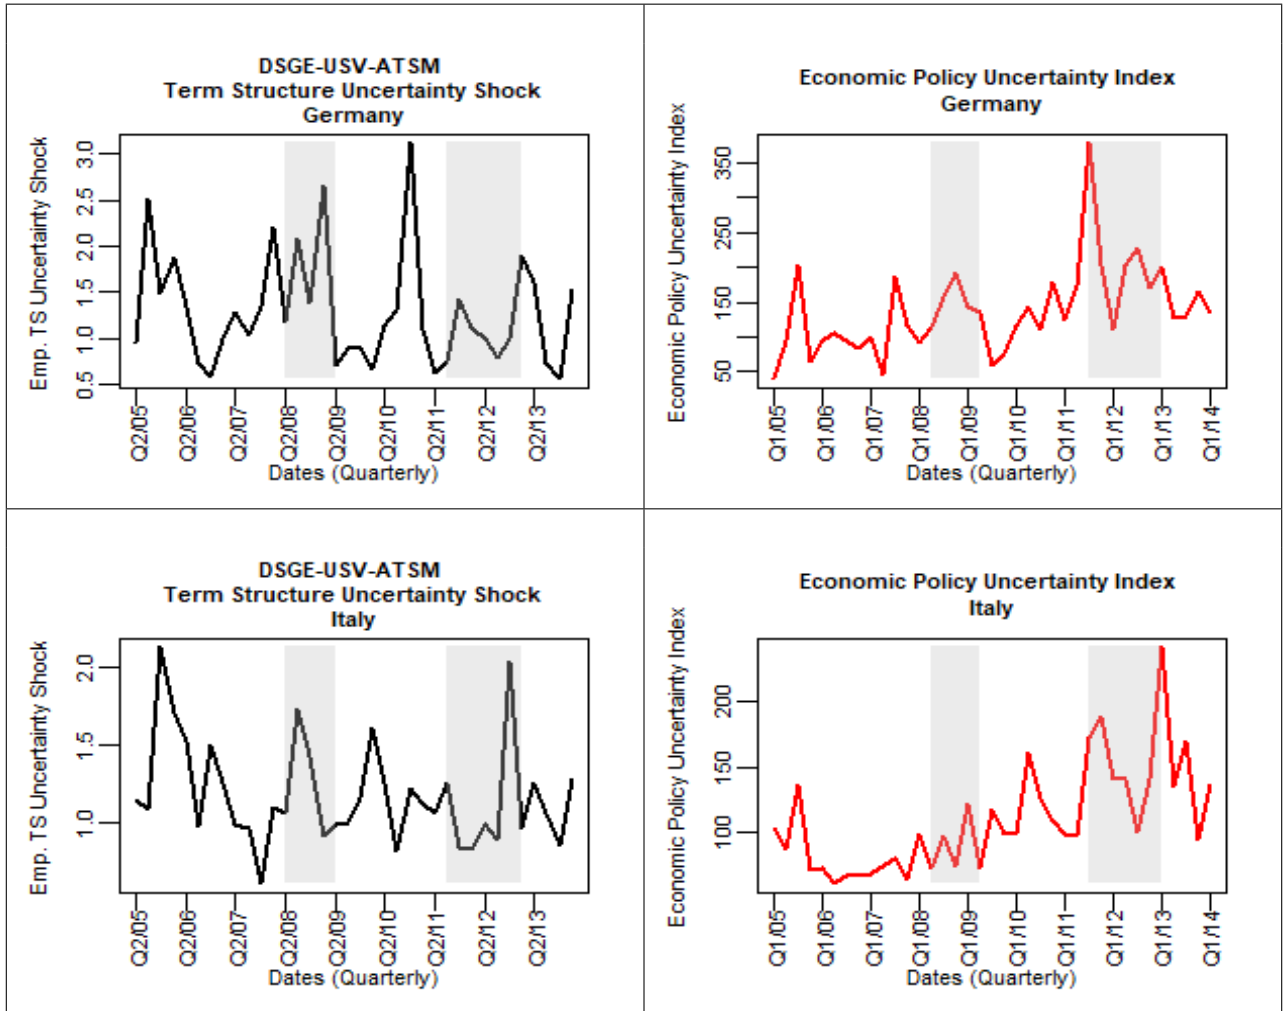 DSGE-USV-ATSM
Term Structure Uncertainty Shock
Germany
Emp. TS Uncertainty Shock
3.0
2.5
2.0
1.5
1.0
0.5
Q2/05
Q2/06
Q2/07
Q2/08
Q2/09
Q2/10
Q2/11
Q2/12
Q2/13
Dates (Quarterly)
Economic Policy Uncertainty Index
Germany
Economic Policy Uncertainty Index
350
250
150
50
Q1/05
Q1/06
Q1/07
Q1/08
Q1/09
Q1/10
Q1/11
Q1/12
Q1/13
Q1/14
Dates (Quarterly)
DSGE-USV-ATSM
Term Structure Uncertainty Shock
Italy
Emp. TS Uncertainty Shock
2.0
1.5
1.0
Q2/05
Q2/06
Q2/07
Q2/08
Q2/09
Q2/10
Q2/11
Q2/12
Q2/13
Dates (Quarterly)
Economic Policy Uncertainty Index
Italy
Economic Policy Uncertainty Index
200
150
100
Q1/05
Q1/06
Q1/07
Q1/08
Q1/09
Q1/10
Q1/11
Q1/12
Q1/13
Q1/14
Dates (Quarterly)